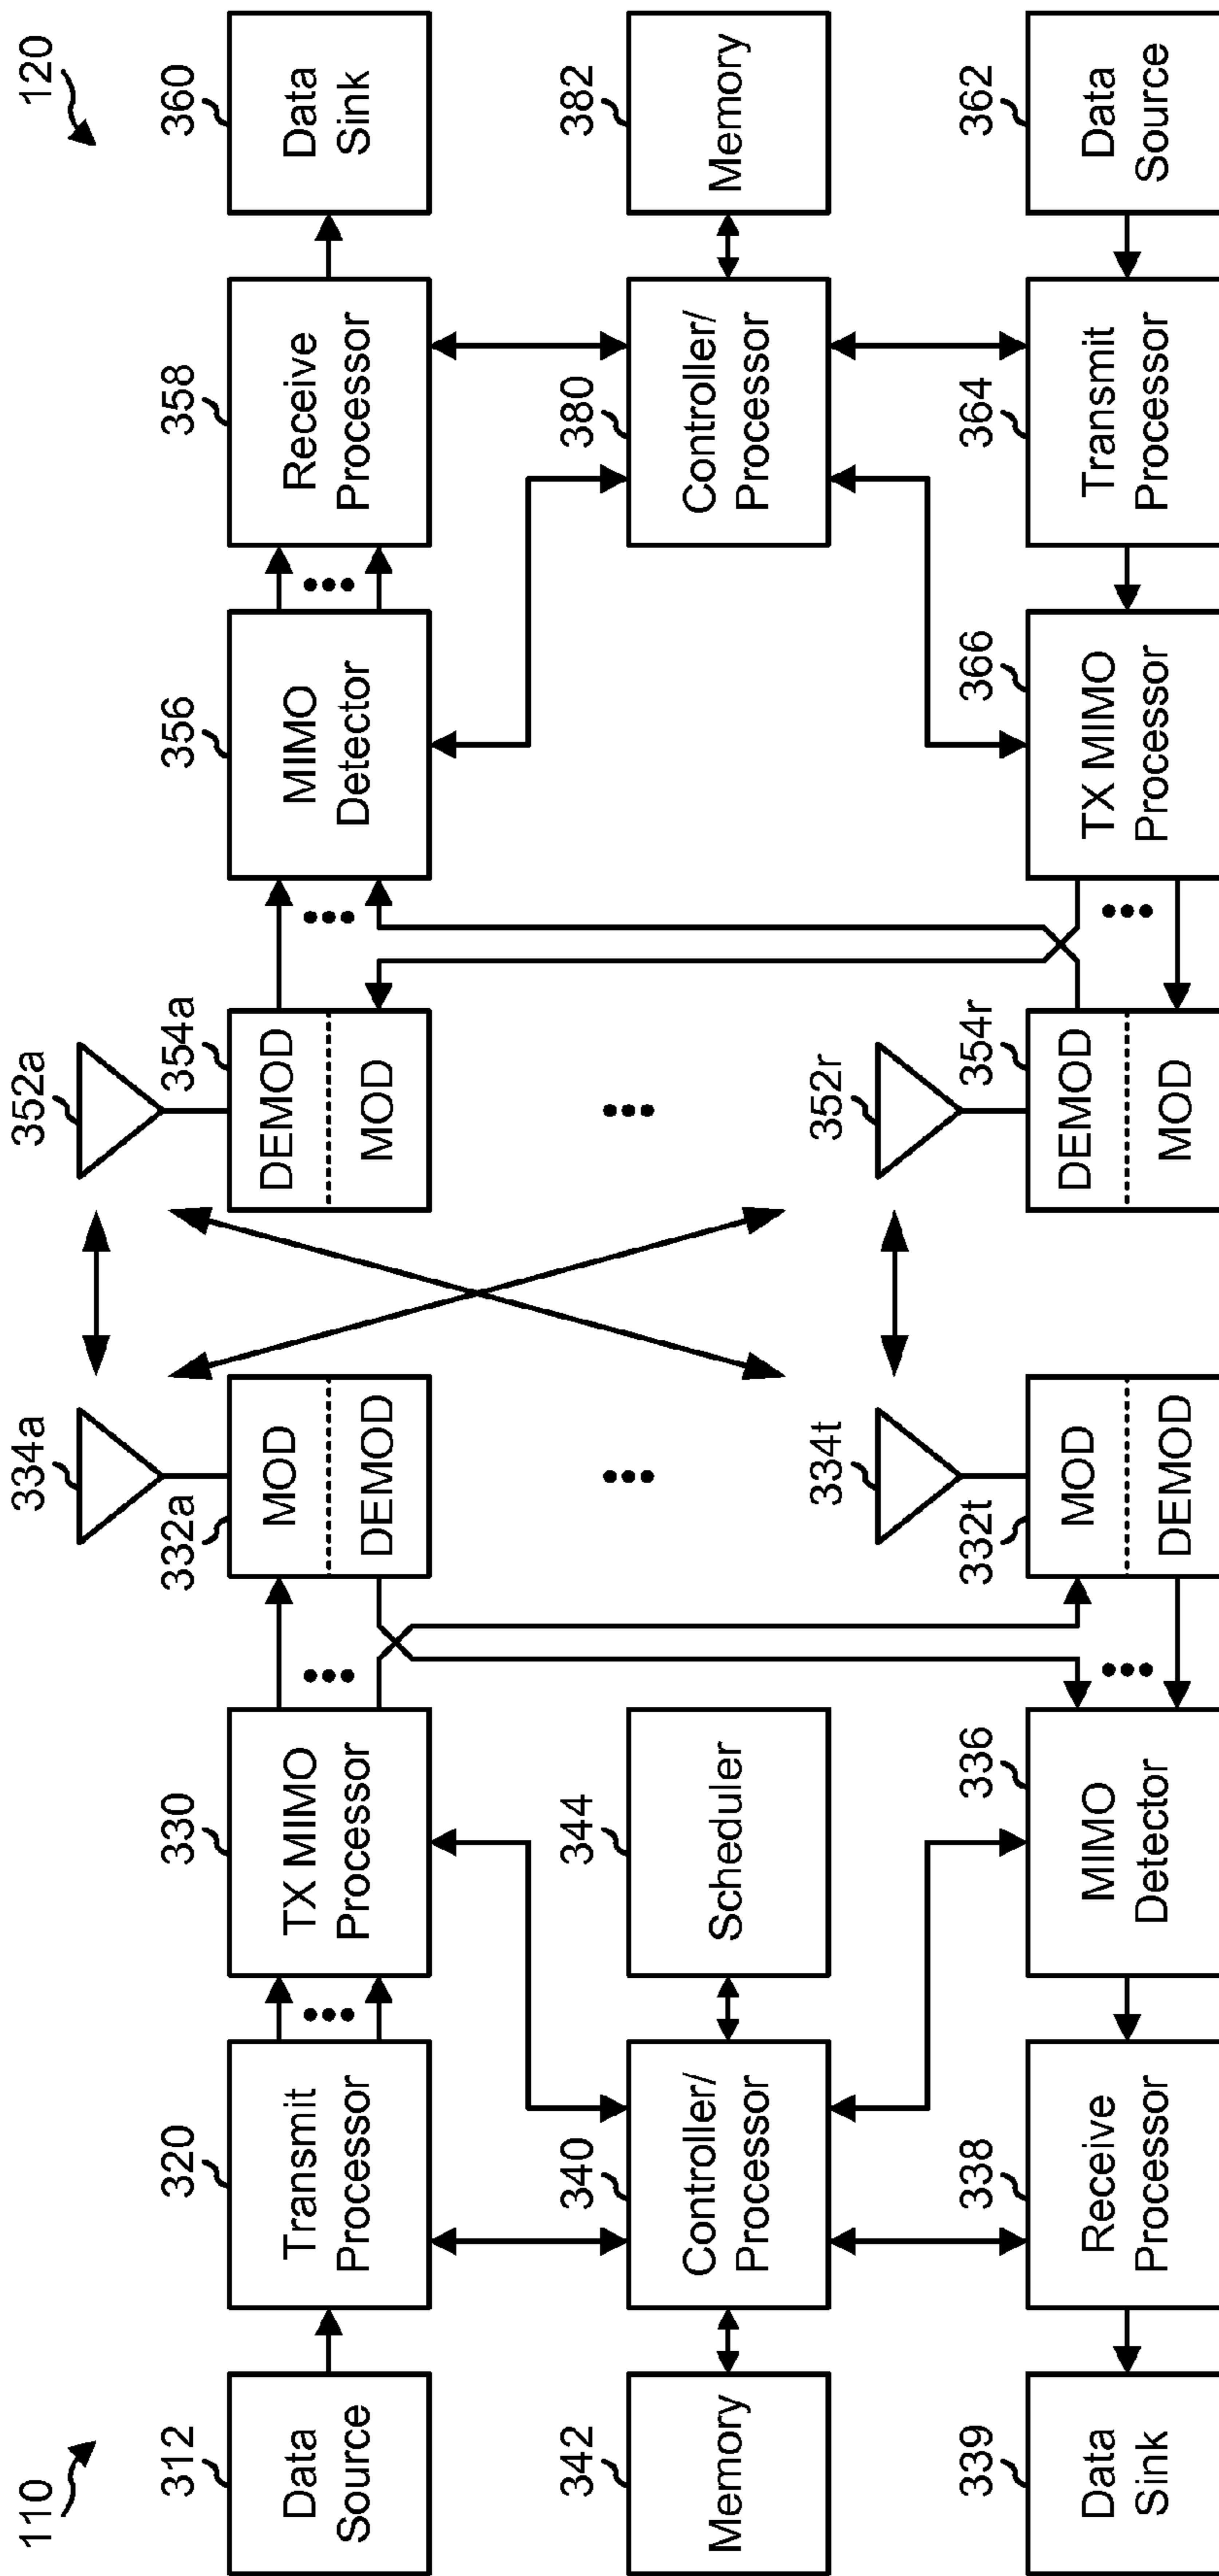 110
120
312
Data
Source
320
Transmit
Processor
330
TX MIMO
Processor
332a
MOD
DEMOD
334a
352a
354a
DEMOD
MOD
356
MIMO
Detector
358
Receive
Processor
360
Data
Sink
342
Memory
340
Controller/
Processor
344
Scheduler
380
Controller/
Processor
382
Memory
339
Data
Sink
338
Receive
Processor
336
MIMO
Detector
332t
MOD
DEMOD
334t
352r
354r
DEMOD
MOD
366
TX MIMO
Processor
364
Transmit
Processor
362
Data
Source